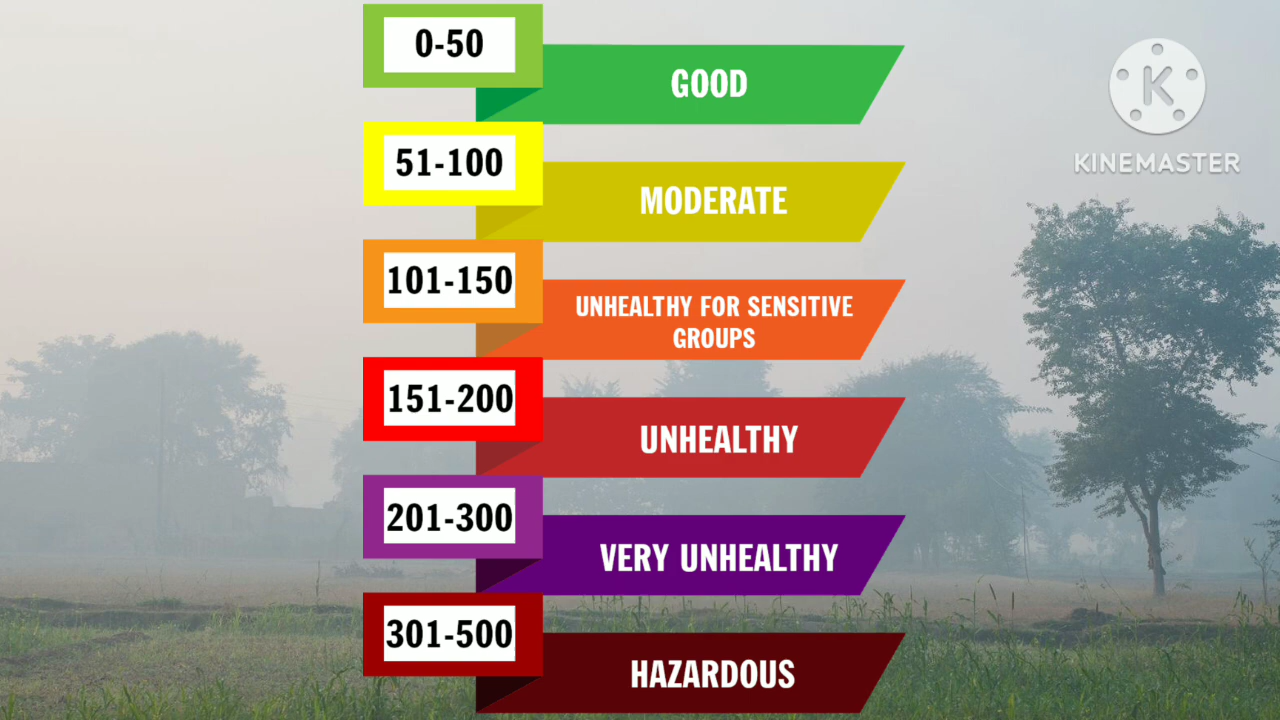 0-50
GOOD
51-100
MODERATE
101-150
UNHEALTHY FOR SENSITIVE
GROUPS
151-200
UNHEALTHY
201-300
VERY UNHEALTHY
301-500
HAZARDOUS
K
KINEMASTER